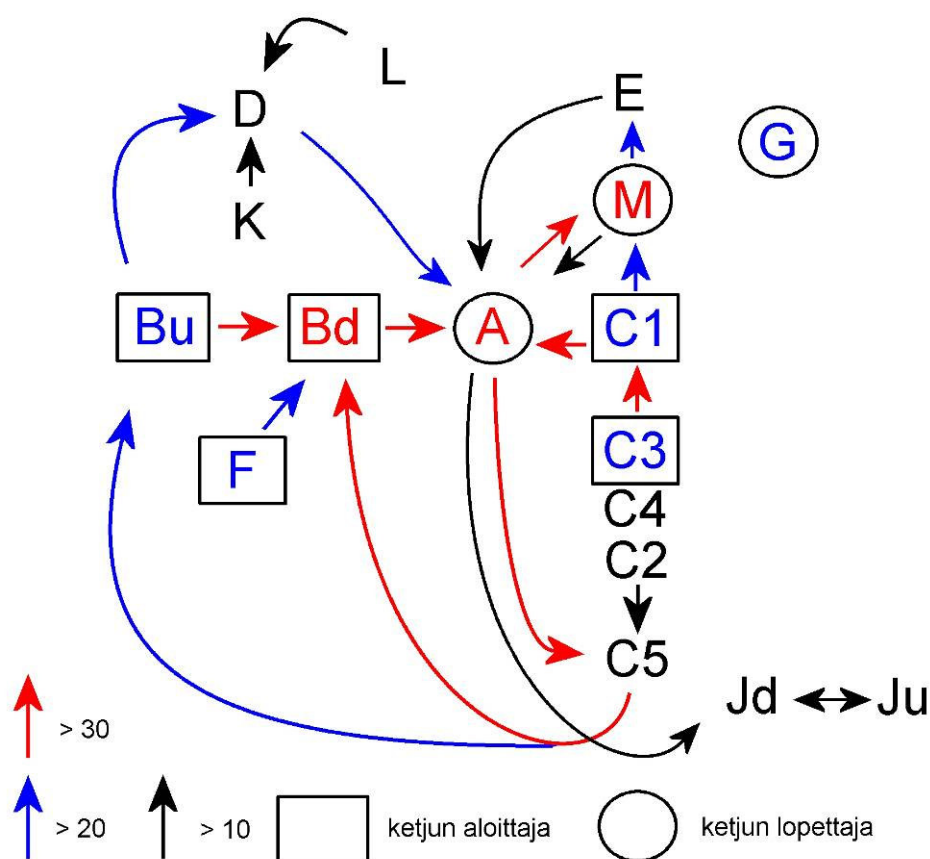 L
D
E
G
K
M
Bu
Bd
A
C1
F
C3
C4
C2
C5
Jd
Ju
> 30
> 20
> 10
ketjun aloittaja
ketjun lopettaja